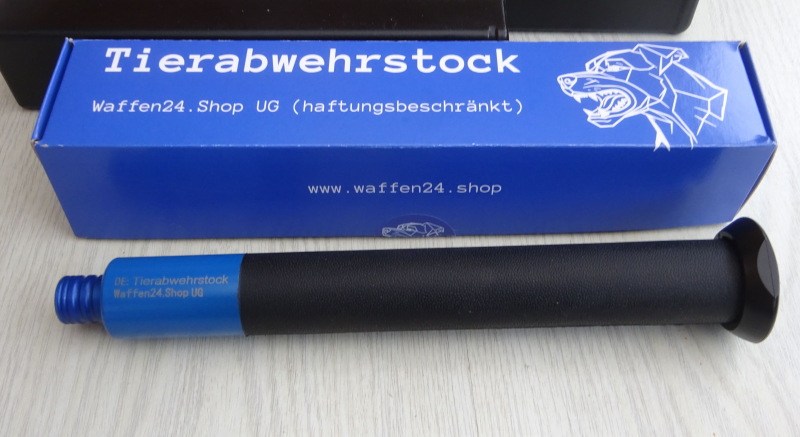 Tierabwehrstock
Waffen24.Shop UG (haftungsbeschränkt)
www.waffen24.shop
DE: Tierabwehrstock
Waffen24.Shop UG